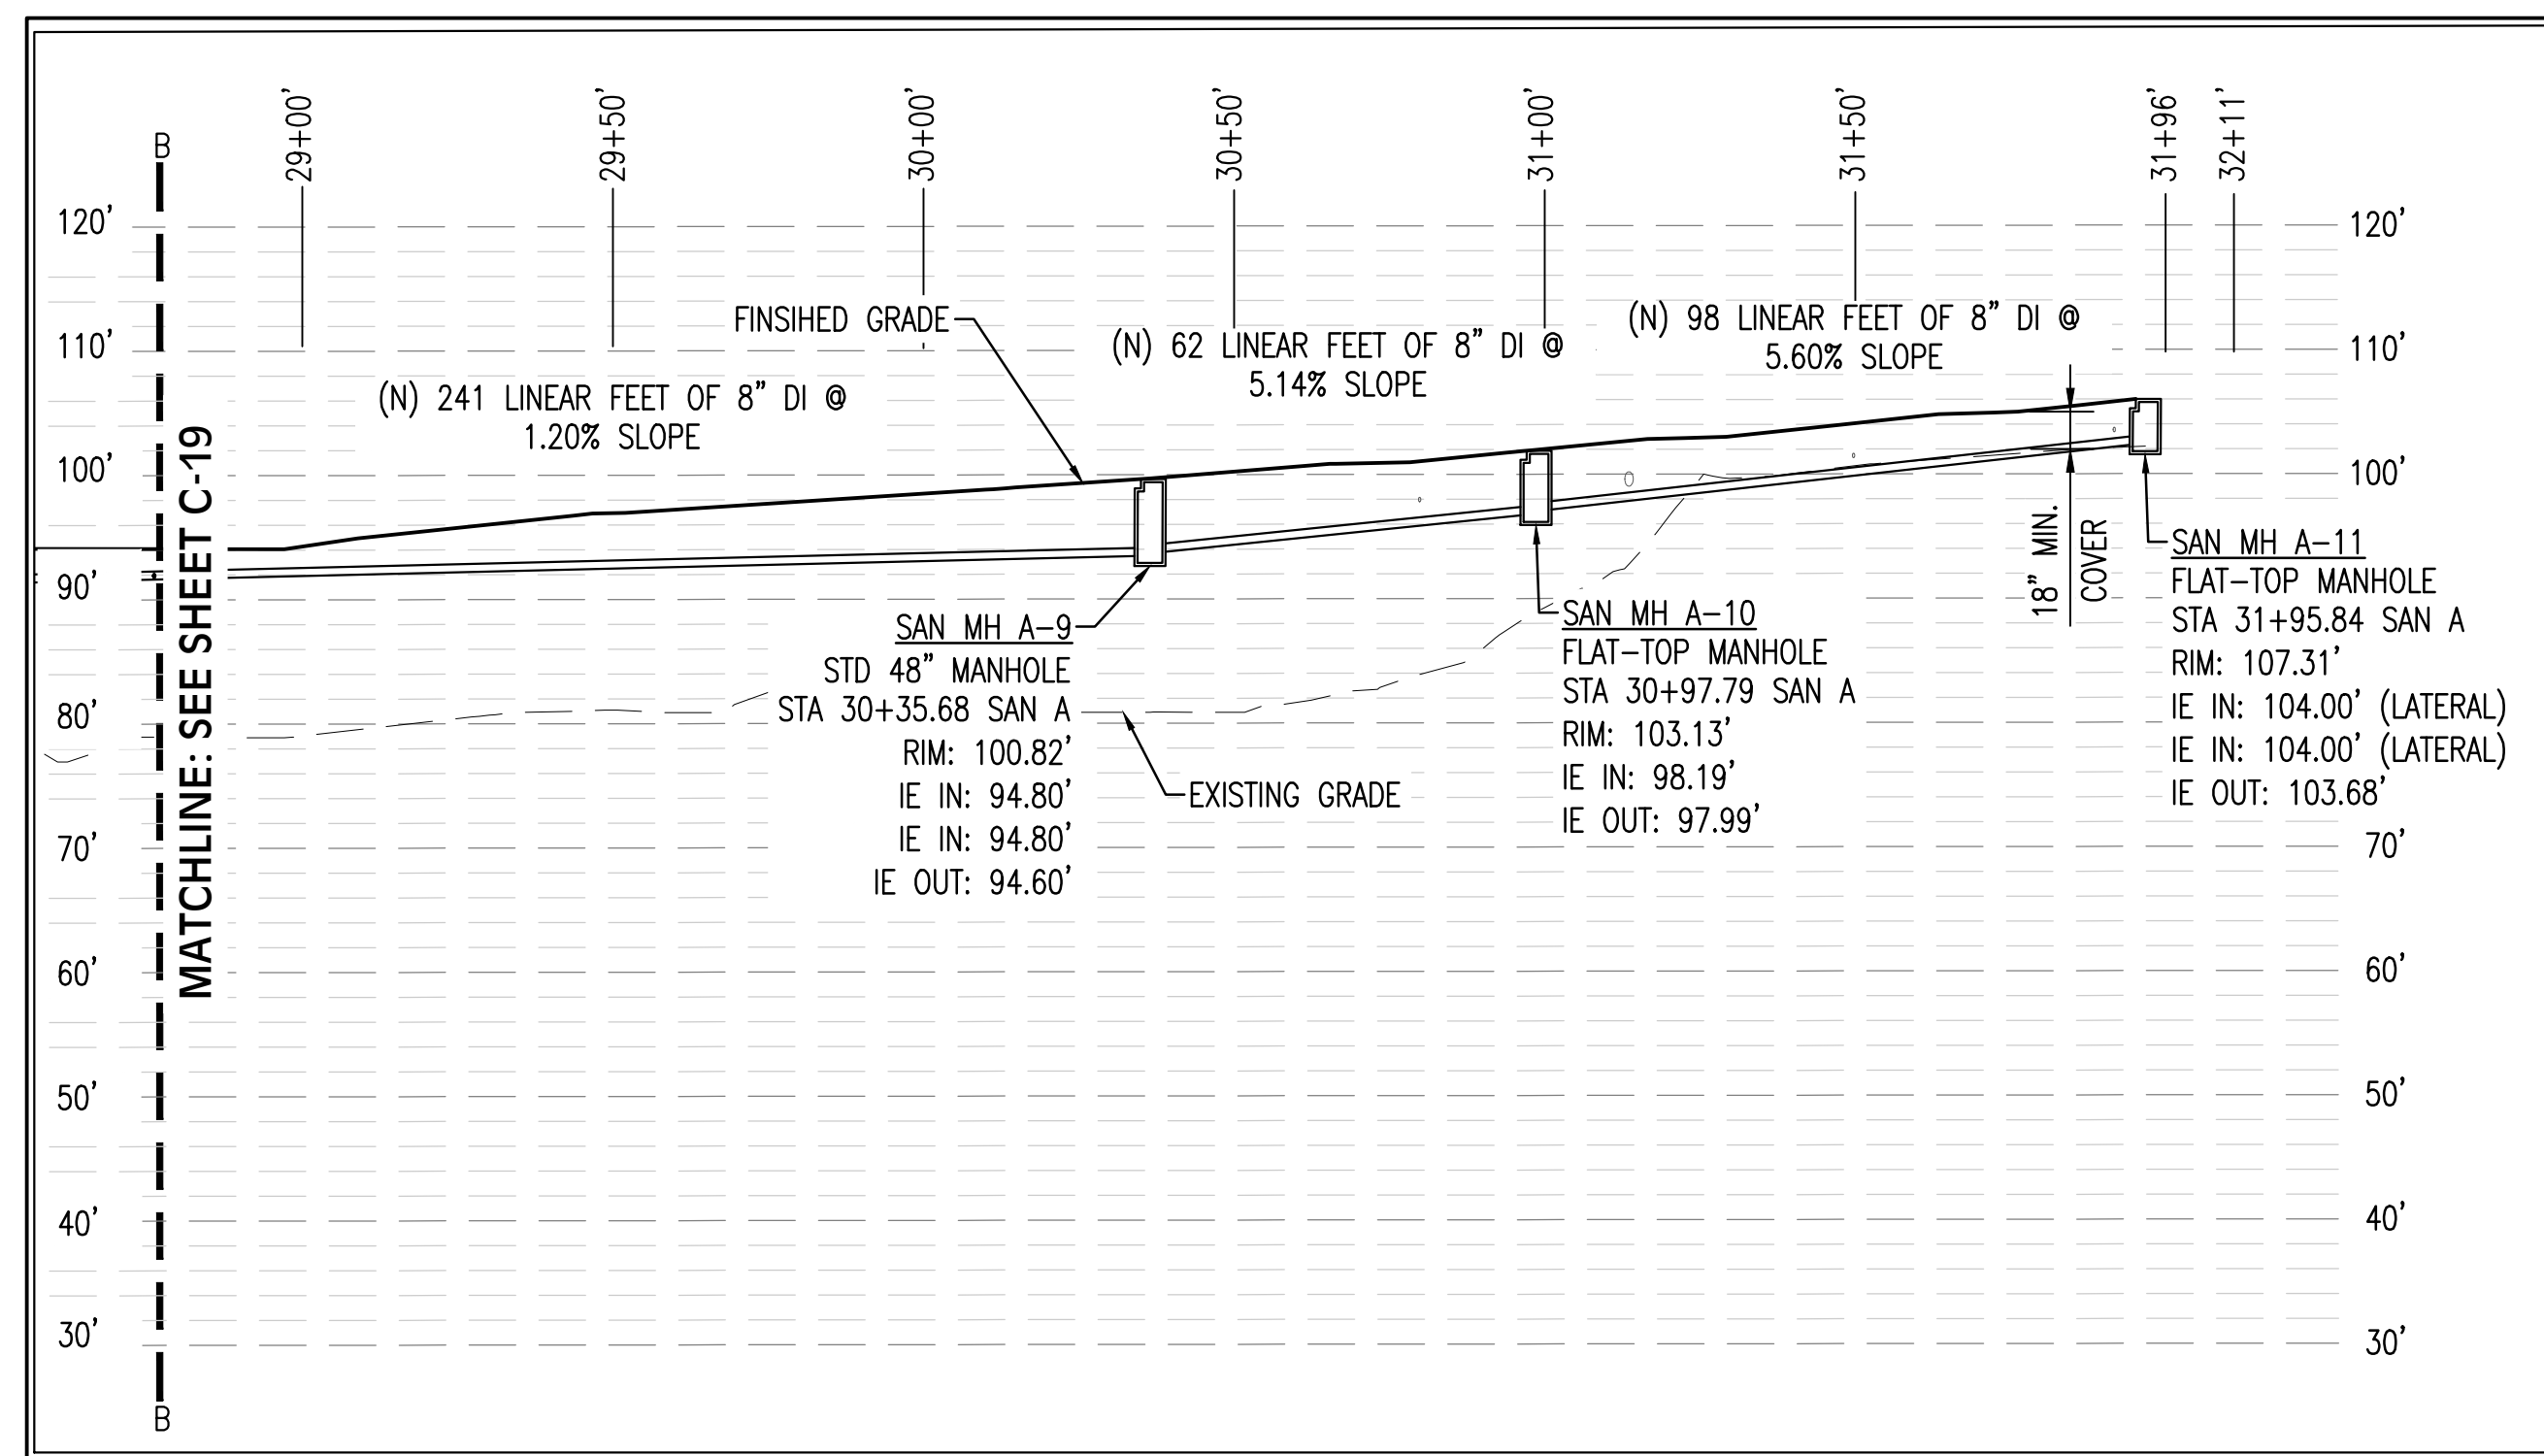 B
29+00'
29+50'
30+00'
30+50'
31+00'
31+50'
31+96'
32+11'
120'
110'
100'
90'
80'
70'
60'
50'
40'
30'
B
MATCHLINE: SEE SHEET C-19
(N) 241 LINEAR FEET OF 8" DI @
1.20% SLOPE
FINSIHED GRADE
(N) 62 LINEAR FEET OF 8" DI @
5.14% SLOPE
(N) 98 LINEAR FEET OF 8" DI @
5.60% SLOPE
SAN MH A-9
STD 48" MANHOLE
STA 30+35.68 SAN A
RIM: 100.82'
IE IN: 94.80'
IE IN: 94.80'
IE OUT: 94.60'
EXISTING GRADE
SAN MH A-10
FLAT-TOP MANHOLE
STA 30+97.79 SAN A
RIM: 103.13'
IE IN: 98.19'
IE OUT: 97.99'
18" MIN.
COVER
SAN MH A-11
FLAT-TOP MANHOLE
STA 31+95.84 SAN A
RIM: 107.31'
IE IN: 104.00' (LATERAL)
IE IN: 104.00' (LATERAL)
IE OUT: 103.68'
120'
110'
100'
70'
60'
50'
40'
30'